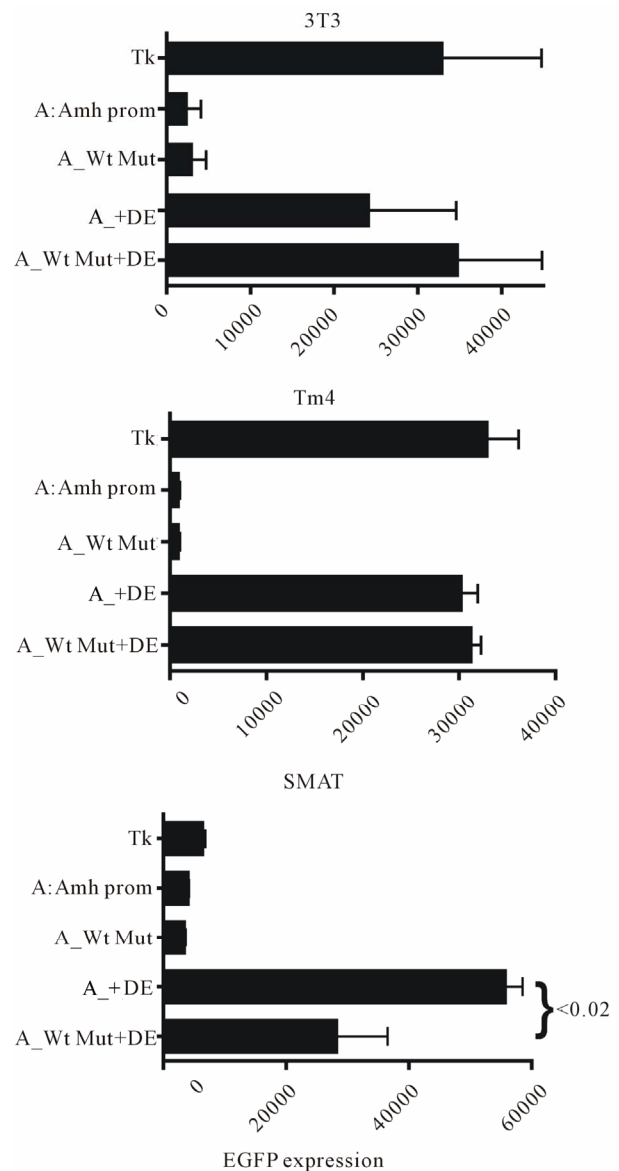 3T3
Tk
A:Amh prom
A_Wt Mut
A_+DE
A_Wt Mut+DE
0 10000 20000 30000 40000
Tm4
Tk
A:Amh prom
A_Wt Mut
A_+DE
A_Wt Mut+DE
0 10000 20000 30000 40000
SMAT
Tk
A:Amh prom
A_Wt Mut
A_+DE
A_Wt Mut+DE
} <0.02
0 20000 40000 60000
EGFP expression